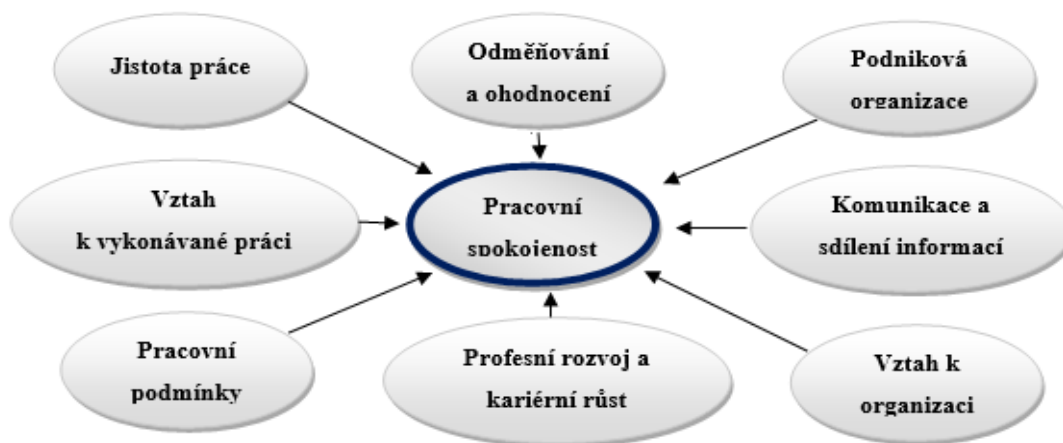 Jistota práce
Odměňování
a ohodnocení
Podniková
organizace
Vztah
k vykonávané práci
Pracovní
spokojenost
Komunikace a
sdílení informací
Pracovní
podmínky
Profesní rozvoj a
kariérní růst
Vztah k
organizaci